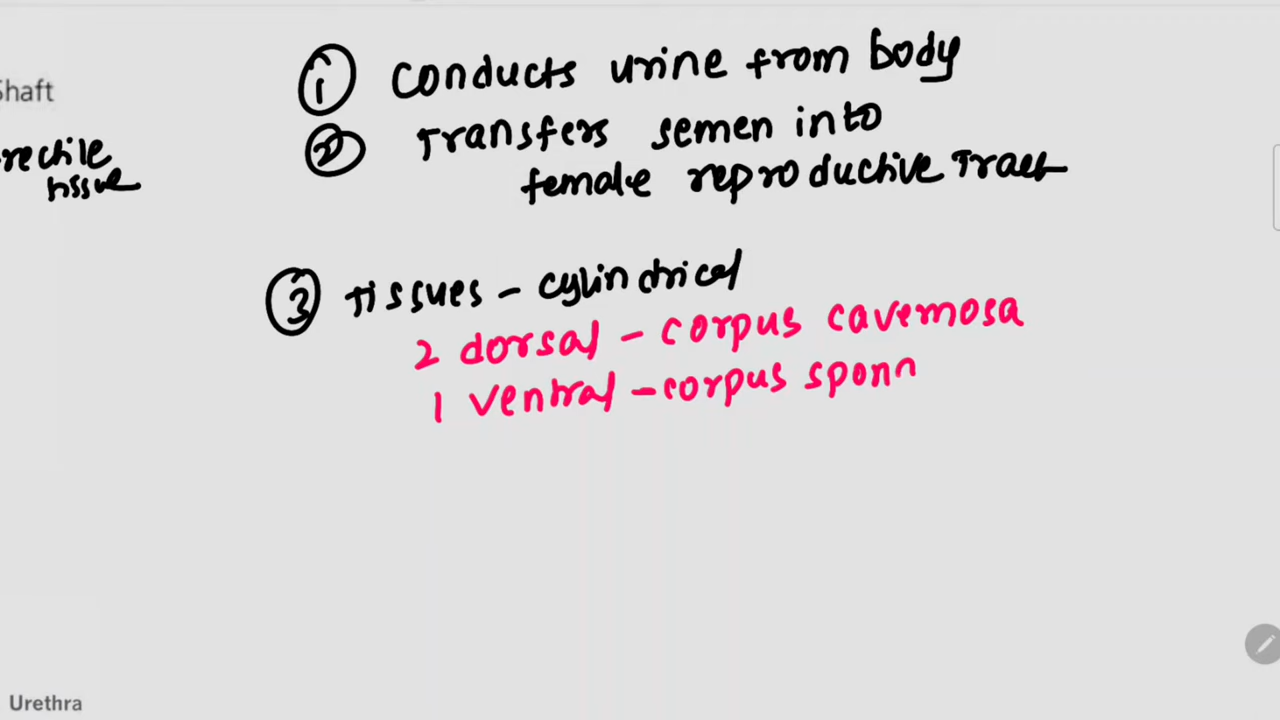 Shaft
rectile
tissue
1 conducts urine from body
2 Transfers semen into
female reproductive Tract
3 tissues - cylindrical
2 dorsal - corpus cavernosa
1 ventral - corpus spon
Urethra